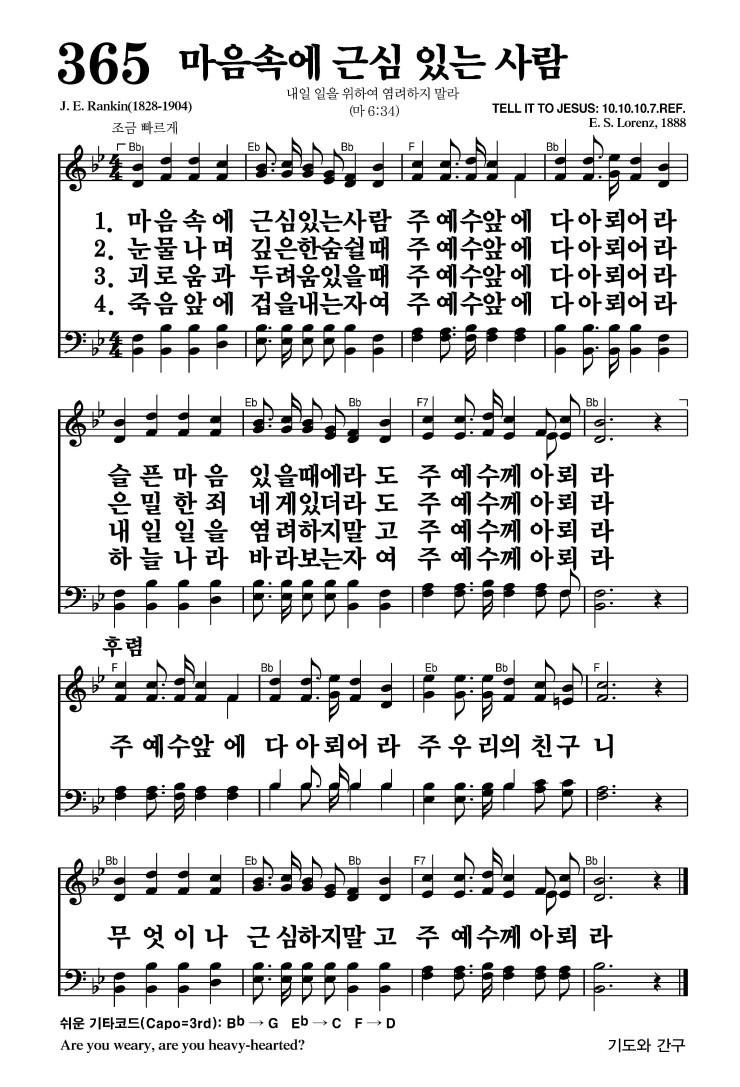 365 마음속에 근심 있는 사람
내일 일을 위하여 염려하지 말라
(마 6:34)
J. E. Rankin(1828-1904)
TELL IT TO JESUS: 10.10.10.7.REF.
E. S. Lorenz, 1888
조금 빠르게
Bb Eb Bb F Bb
1. 마음속에 근심있는사람 주 예수앞에 다아뢰어라
2. 눈물나며 깊은한숨쉴때 주 예수앞에 다아뢰어라
3. 괴로움과 두려움있을때 주 예수앞에 다아뢰어라
4. 죽음앞에 겁을내는자여 주 예수앞에 다아뢰어라
Eb Bb F7 Bb
슬픈마음 있을때에라도 주 예수께 아뢰라
은밀한죄 네게있더라도 주 예수께 아뢰라
내일일을 염려하지말고 주 예수께 아뢰라
하늘나라 바라보는자여 주 예수께 아뢰라
후렴
F Bb Eb Bb F
주 예수앞에 다아뢰어라 주우리의친구니
Bb Eb Bb F7 Bb
무엇이나 근심하지말고 주 예수께 아뢰라
쉬운 기타코드(Capo=3rd): Bb → G Eb → C F → D
Are you weary, are you heavy-hearted?
기도와 간구